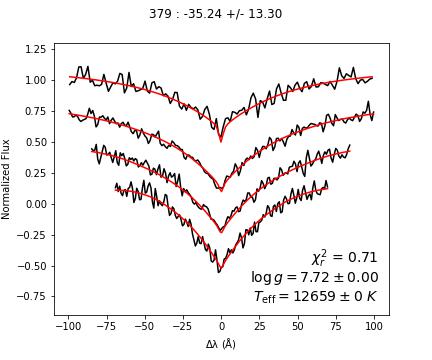 379 : -35.24 +/- 13.30
1.25
1.00
0.75
0.50
0.25
0.00
−0.25
−0.50
−0.75
Normalized Flux
χ²ᵣ = 0.71
log g = 7.72 ± 0.00
T_eff = 12659 ± 0 K
−100 −75 −50 −25 0 25 50 75 100
Δλ (Å)